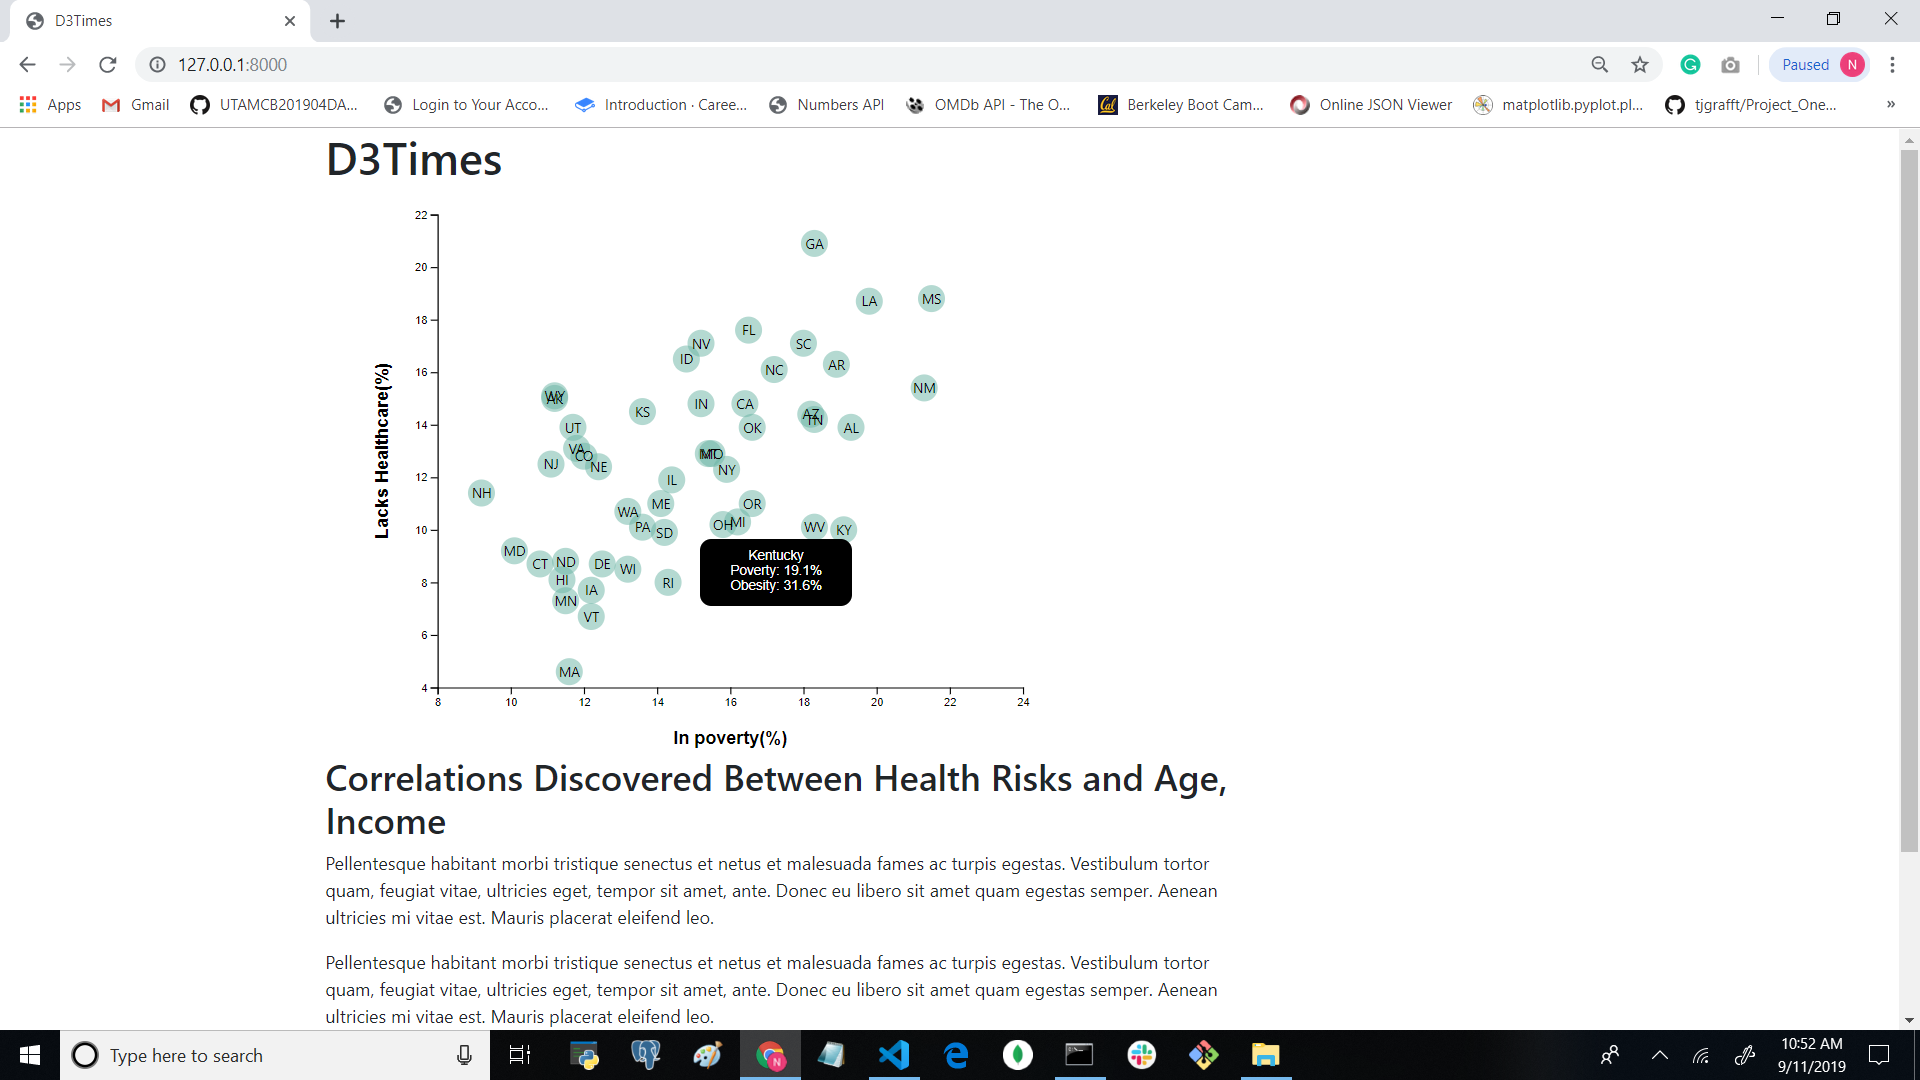 D3Times
127.0.0.1:8000
Paused N
Apps Gmail UTAMCB201904DA... Login to Your Acco... Introduction · Caree... Numbers API OMDb API - The O... Cal Berkeley Boot Cam... Online JSON Viewer matplotlib.pyplot.pl... tjgrafft/Project_One... »
D3Times
22
20
18
16
14
12
10
8
6
4
Lacks Healthcare(%)
GA
LA MS
FL
NV SC
ID AR
NC
NM
WY
AK
KS IN CA
AZ
TN
UT OK AL
VA
CO
MT MO
NJ NE NY
IL
NH
ME OR
WA
PA SD OH MI WV KY
MD
CT ND DE WI
HI RI
IA
MN
VT
MA
Kentucky
Poverty: 19.1%
Obesity: 31.6%
8 10 12 14 16 18 20 22 24
In poverty(%)
Correlations Discovered Between Health Risks and Age,
Income
Pellentesque habitant morbi tristique senectus et netus et malesuada fames ac turpis egestas. Vestibulum tortor
quam, feugiat vitae, ultricies eget, tempor sit amet, ante. Donec eu libero sit amet quam egestas semper. Aenean
ultricies mi vitae est. Mauris placerat eleifend leo.
Pellentesque habitant morbi tristique senectus et netus et malesuada fames ac turpis egestas. Vestibulum tortor
quam, feugiat vitae, ultricies eget, tempor sit amet, ante. Donec eu libero sit amet quam egestas semper. Aenean
ultricies mi vitae est. Mauris placerat eleifend leo.
Type here to search
10:52 AM
9/11/2019